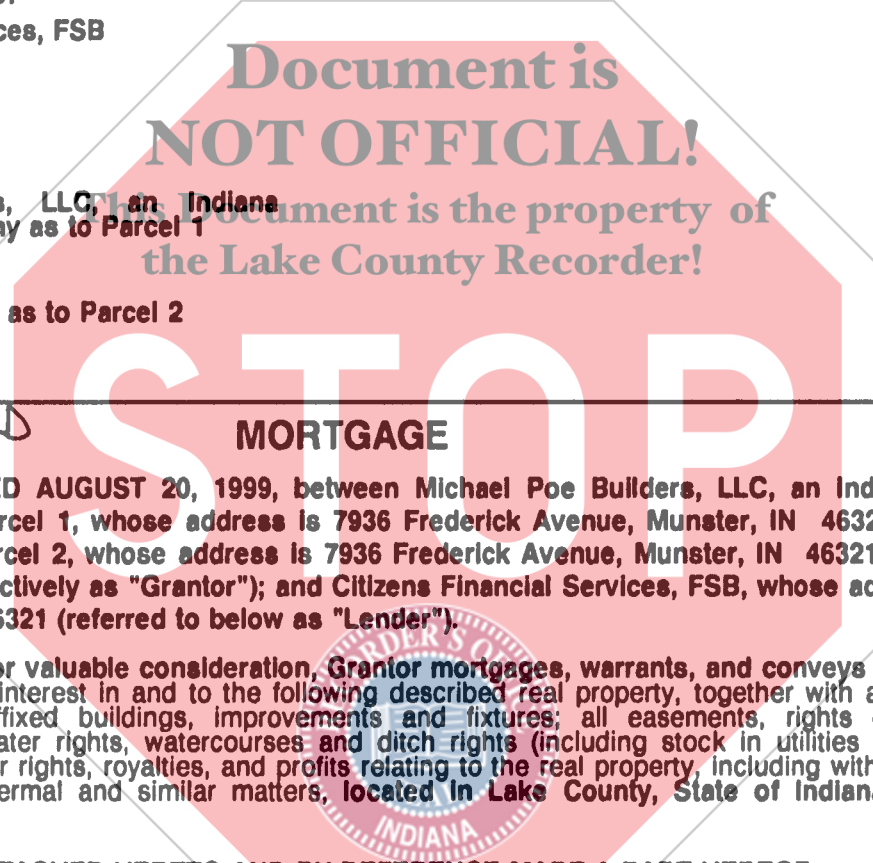 ces, FSB
Document is
NOT OFFICIAL!
s, LLC, an Indiana
This Document is the property of
ny as to Parcel 1
the Lake County Recorder!
as to Parcel 2
STOP
MORTGAGE
ED AUGUST 20, 1999, between Michael Poe Builders, LLC, an Ind
rcel 1, whose address is 7936 Frederick Avenue, Munster, IN 4632
rcel 2, whose address is 7936 Frederick Avenue, Munster, IN 46321
ctively as "Grantor"); and Citizens Financial Services, FSB, whose ad
6321 (referred to below as "Lender").
or valuable consideration, Grantor mortgages, warrants, and conveys
interest in and to the following described real property, together with a
ffixed buildings, improvements and fixtures; all easements, rights
ater rights, watercourses and ditch rights (including stock in utilities
r rights, royalties, and profits relating to the real property, including with
ermal and similar matters, located in Lake County, State of Indiana
RECORDER'S OFFICE
INDIANA